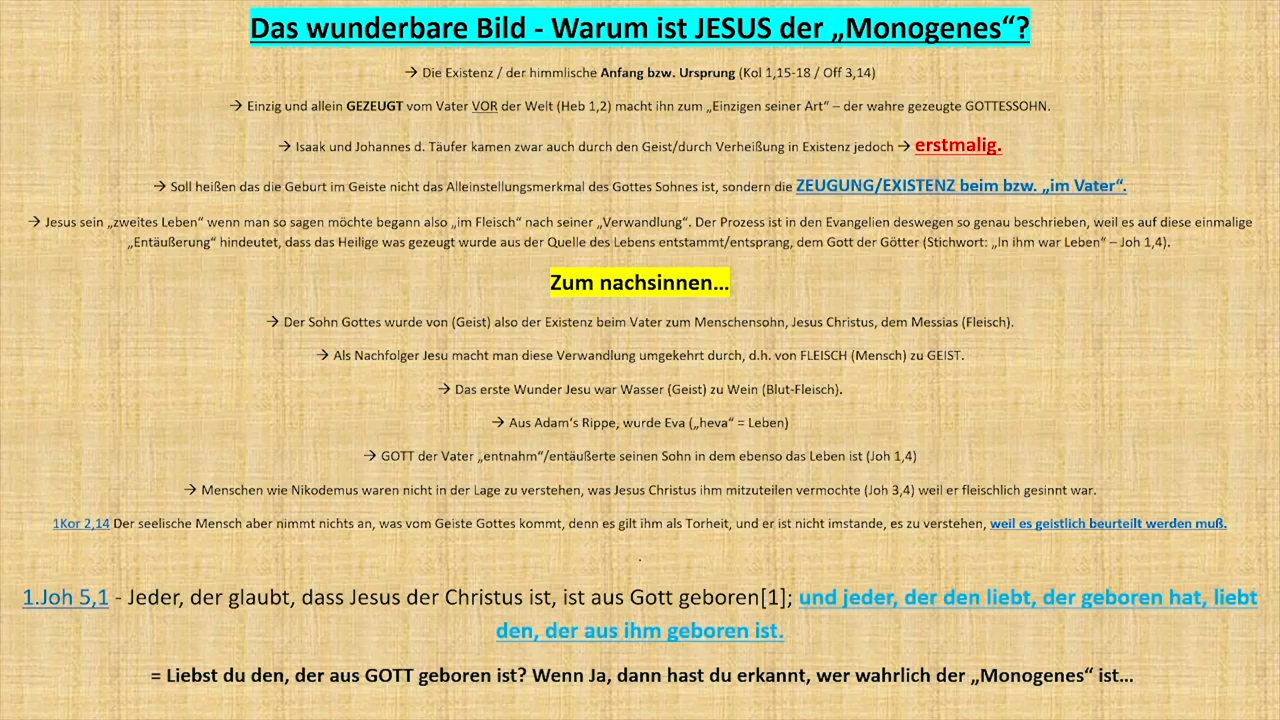 Das wunderbare Bild - Warum ist JESUS der „Monogenes“?
→ Die Existenz / der himmlische Anfang bzw. Ursprung (Kol 1,15-18 / Off 3,14)
→ Einzig und allein GEZEUGT vom Vater VOR der Welt (Heb 1,2) macht ihn zum „Einzigen seiner Art“ – der wahre gezeugte GOTTESSOHN.
→ Isaak und Johannes d. Täufer kamen zwar auch durch den Geist/durch Verheißung in Existenz jedoch → erstmalig.
→ Soll heißen das die Geburt im Geiste nicht das Alleinstellungsmerkmal des Gottes Sohnes ist, sondern die ZEUGUNG/EXISTENZ beim bzw. „im Vater“.
→ Jesus sein „zweites Leben“ wenn man so sagen möchte begann also „im Fleisch“ nach seiner „Verwandlung“. Der Prozess ist in den Evangelien deswegen so genau beschrieben, weil es auf diese einmalige
„Entäußerung“ hindeutet, dass das Heilige was gezeugt wurde aus der Quelle des Lebens entstammt/entsprang, dem Gott der Götter (Stichwort: „In ihm war Leben“ – Joh 1,4).
Zum nachsinnen…
→ Der Sohn Gottes wurde von (Geist) also der Existenz beim Vater zum Menschensohn, Jesus Christus, dem Messias (Fleisch).
→ Als Nachfolger Jesu macht man diese Verwandlung umgekehrt durch, d.h. von FLEISCH (Mensch) zu GEIST.
→ Das erste Wunder Jesu war Wasser (Geist) zu Wein (Blut-Fleisch).
→ Aus Adam‘s Rippe, wurde Eva („heva“ = Leben)
→ GOTT der Vater „entnahm“/entäußerte seinen Sohn in dem ebenso das Leben ist (Joh 1,4)
→ Menschen wie Nikodemus waren nicht in der Lage zu verstehen, was Jesus Christus ihm mitzuteilen vermochte (Joh 3,4) weil er fleischlich gesinnt war.
1Kor 2,14 Der seelische Mensch aber nimmt nichts an, was vom Geiste Gottes kommt, denn es gilt ihm als Torheit, und er ist nicht imstande, es zu verstehen, weil es geistlich beurteilt werden muß.
.
1.Joh 5,1 - Jeder, der glaubt, dass Jesus der Christus ist, ist aus Gott geboren[1]; und jeder, der den liebt, der geboren hat, liebt
den, der aus ihm geboren ist.
= Liebst du den, der aus GOTT geboren ist? Wenn Ja, dann hast du erkannt, wer wahrlich der „Monogenes“ ist…